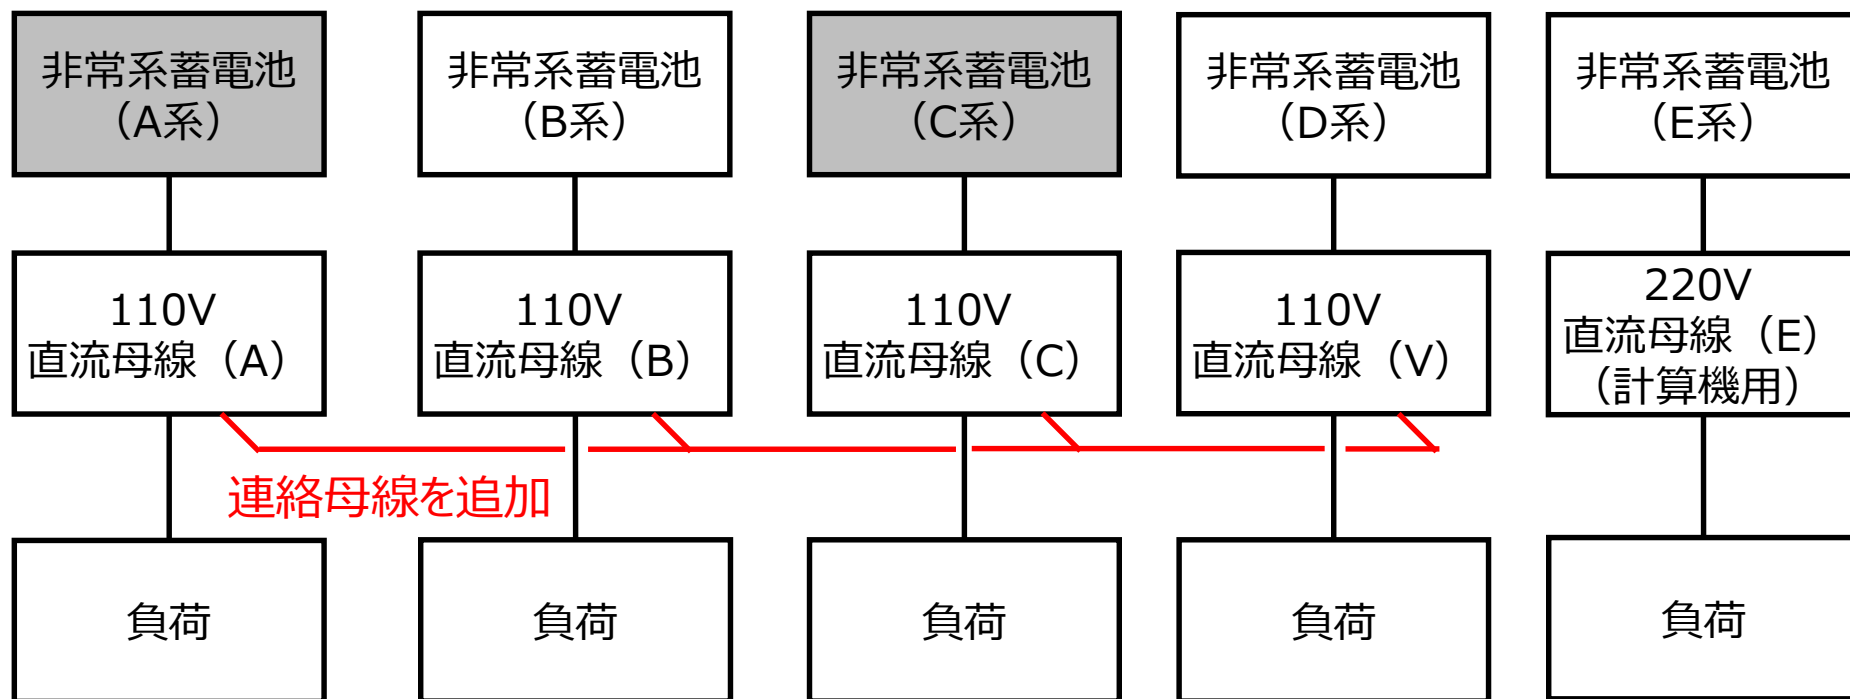 非常系蓄電池
（A系）
非常系蓄電池
（B系）
非常系蓄電池
（C系）
非常系蓄電池
（D系）
非常系蓄電池
（E系）
110V
直流母線（A）
110V
直流母線（B）
110V
直流母線（C）
110V
直流母線（V）
220V
直流母線（E）
（計算機用）
連絡母線を追加
負荷
負荷
負荷
負荷
負荷